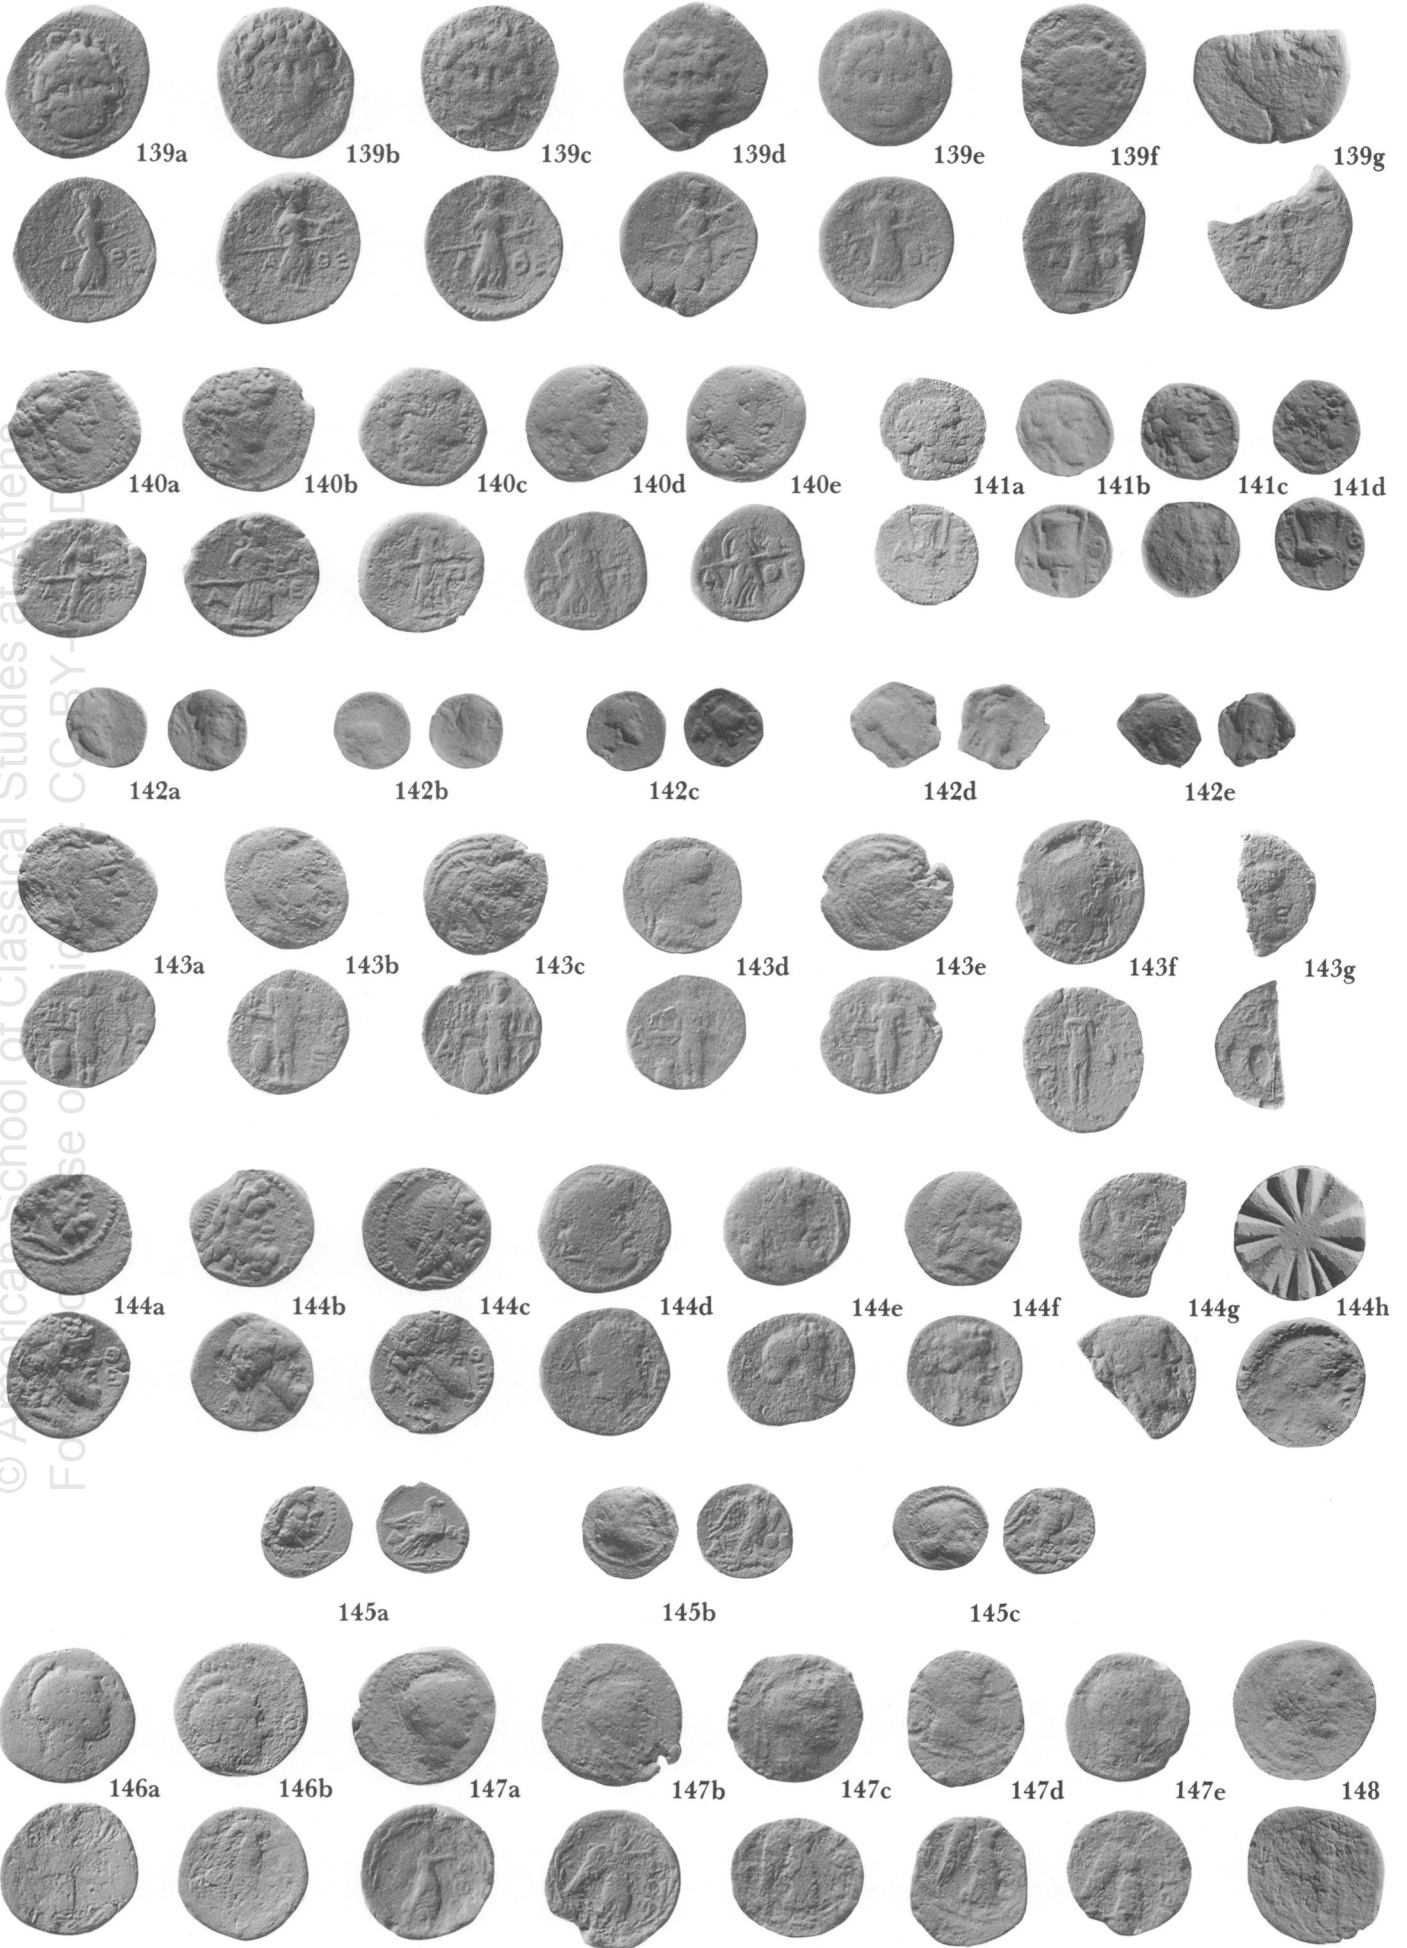 139a 139b 139c 139d 139e 139f 139g
140a 140b 140c 140d 140e 141a 141b 141c 141d
142a 142b 142c 142d 142e
143a 143b 143c 143d 143e 143f 143g
144a 144b 144c 144d 144e 144f 144g 144h
145a 145b 145c
146a 146b 147a 147b 147c 147d 147e 148
© American School of Classical Studies at Athens